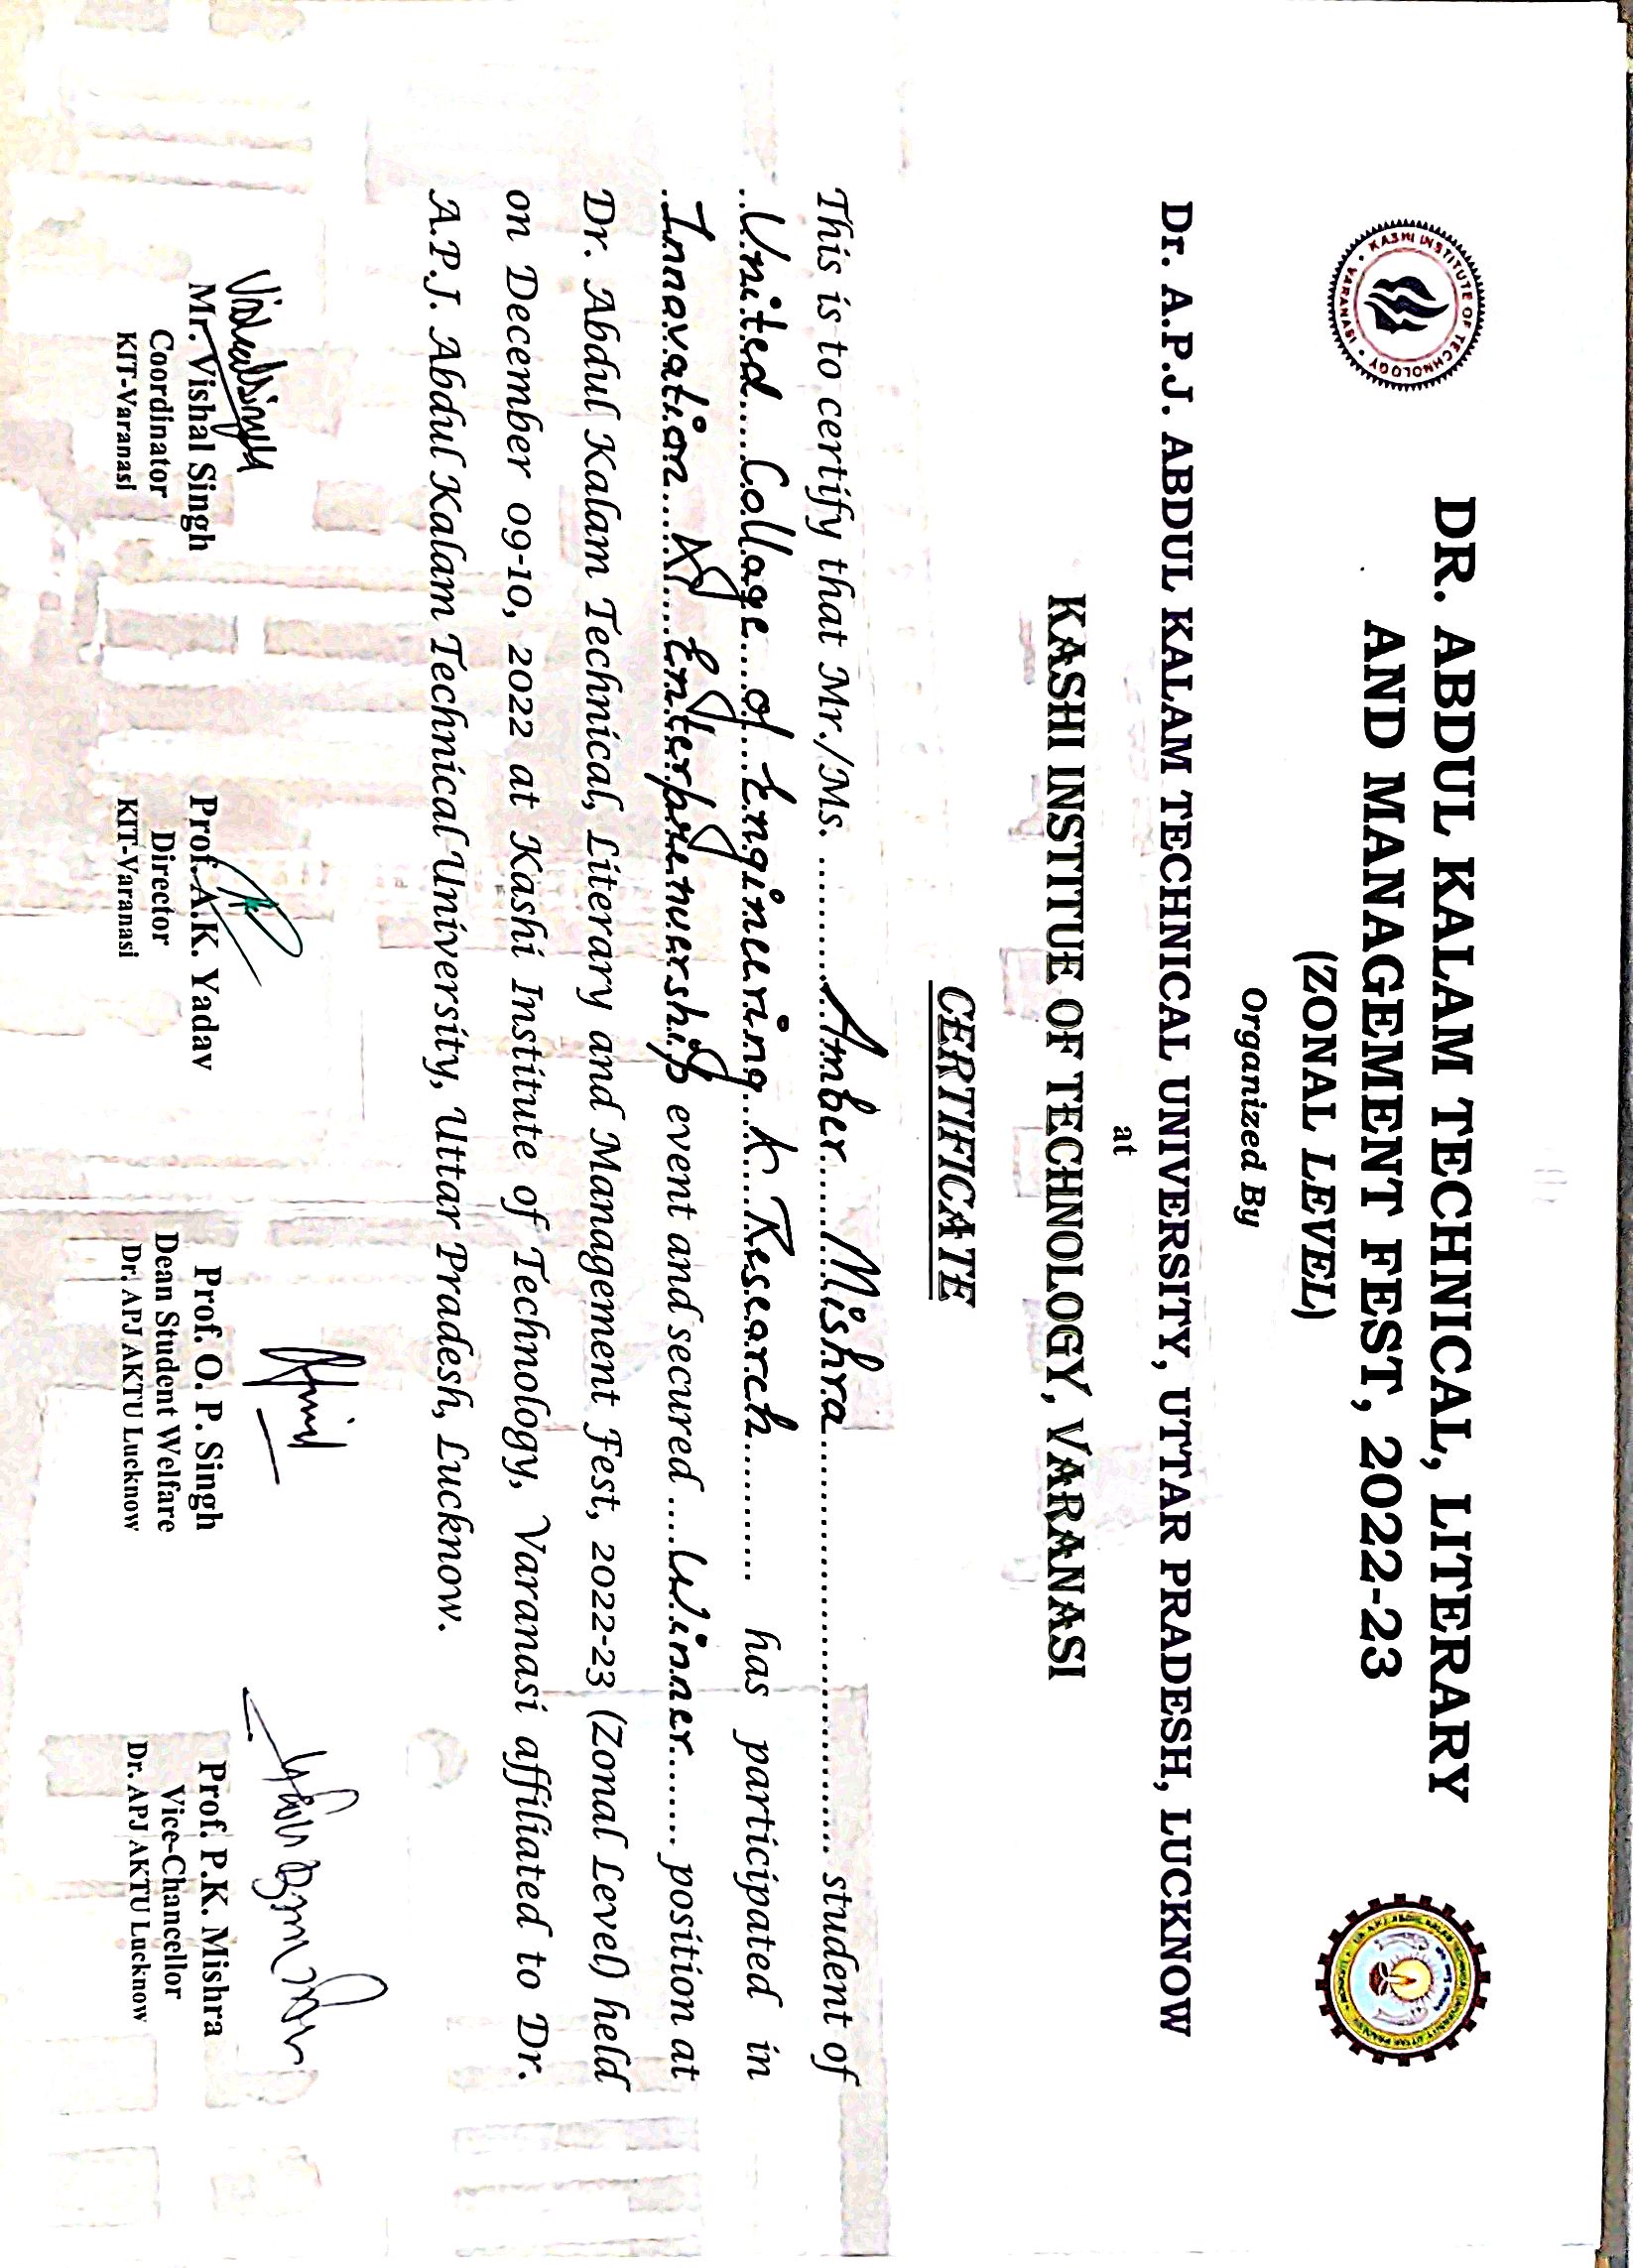 KASHI INSTITUTE OF TECHNOLOGY
VARANASI
DR. ABDUL KALAM TECHNICAL, LITERARY
AND MANAGEMENT FEST, 2022-23
(ZONAL LEVEL)
Organized By
Dr. A.P.J. ABDUL KALAM TECHNICAL UNIVERSITY, UTTAR PRADESH, LUCKNOW
at
KASHI INSTITUE OF TECHNOLOGY, VARANASI
CERTIFICATE
This is to certify that Mr./Ms. Amber Mishra student of
United Collage of Engineering & Research has participated in
Innovation & Enterprenuership event and secured Winner position at
Dr. Abdul Kalam Technical, Literary and Management Fest, 2022-23 (Zonal Level) held
on December 09-10, 2022 at Kashi Institute of Technology, Varanasi affiliated to Dr.
A.P.J. Abdul Kalam Technical University, Uttar Pradesh, Lucknow.
Vishalsingh
Mr. Vishal Singh Prof. A.K. Yadav Prof. O. P. Singh Prof. P.K. Mishra
Coordinator Director Dean Student Welfare Vice-Chancellor
KIT-Varanasi KIT-Varanasi Dr. APJ AKTU Lucknow Dr. APJ AKTU Lucknow